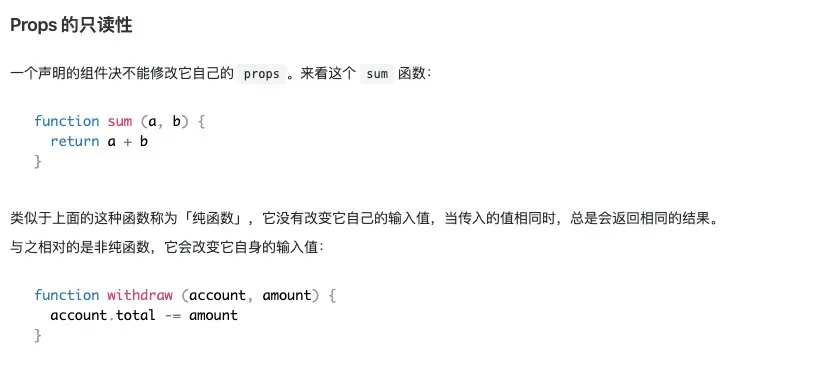 Props 的只读性
一个声明的组件决不能修改它自己的 props 。来看这个 sum 函数：
function sum (a, b) {
  return a + b
}
类似于上面的这种函数称为「纯函数」，它没有改变它自己的输入值，当传入的值相同时，总是会返回相同的结果。
与之相对的是非纯函数，它会改变它自身的输入值：
function withdraw (account, amount) {
  account.total -= amount
}